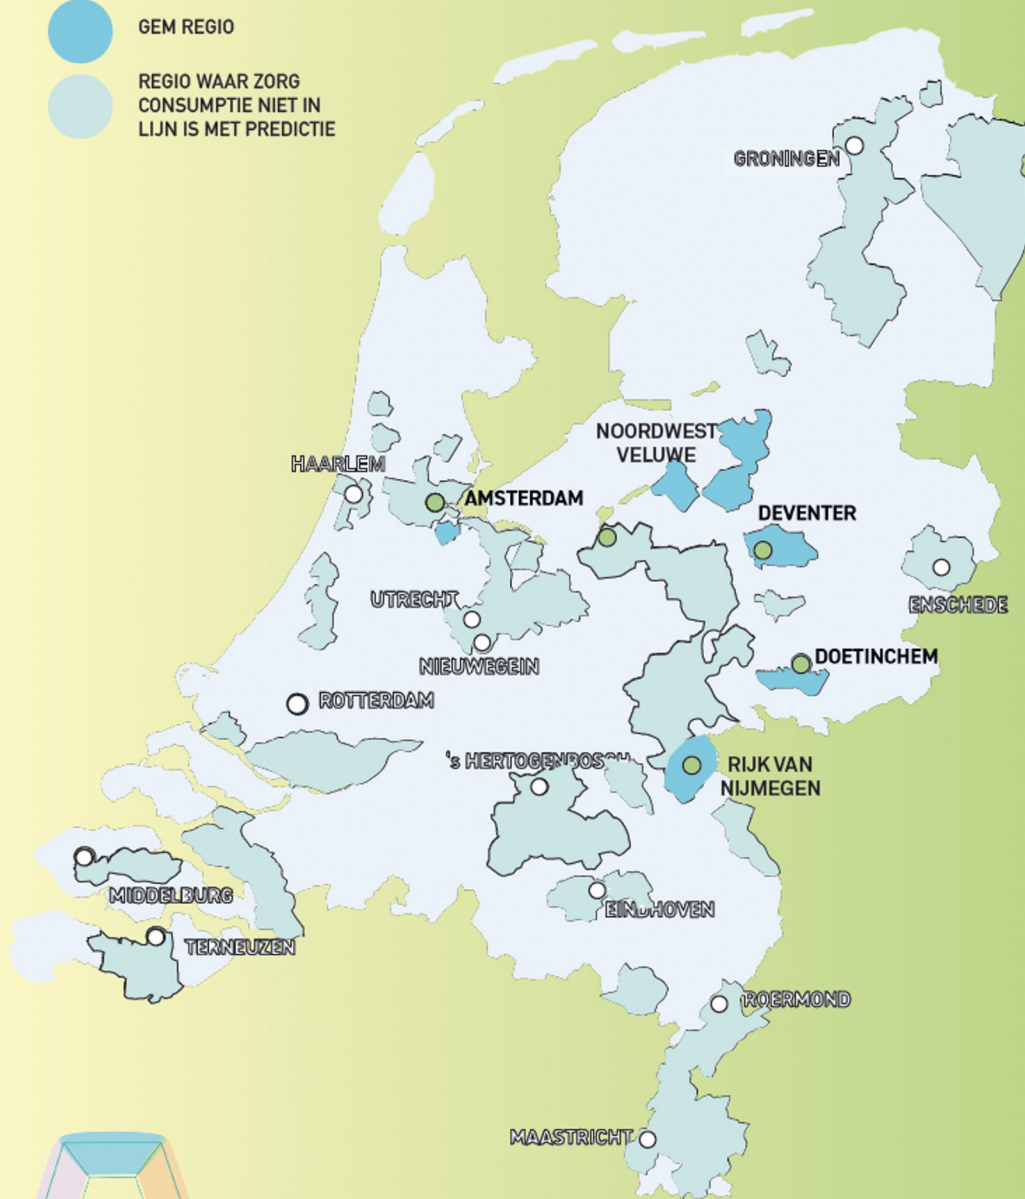 GEM REGIO
REGIO WAAR ZORG
CONSUMPTIE NIET IN
LIJN IS MET PREDICTIE
GRONINGEN
NOORDWEST
VELUWE
HAARLEM
AMSTERDAM
DEVENTER
UTRECHT
ENSCHEDE
NIEUWEGEIN
DOETINCHEM
ROTTERDAM
's HERTOGENBOSCH
RIJK VAN
NIJMEGEN
MIDDELBURG
EINDHOVEN
TERNEUZEN
ROERMOND
MAASTRICHT